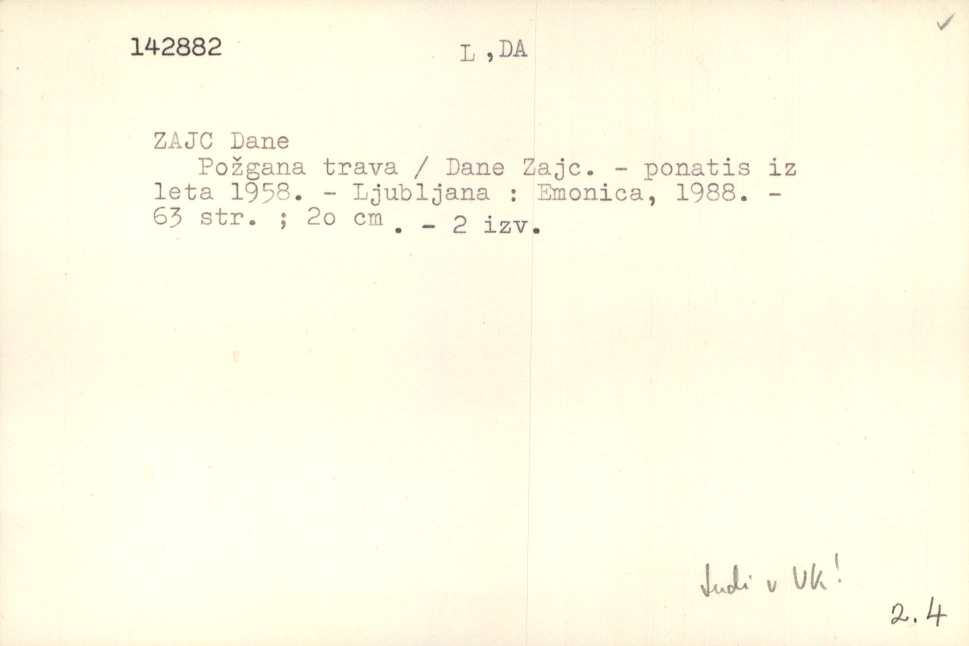 142882
L ,DA
ZAJC Dane
Požgana trava / Dane Zajc. - ponatis iz
leta 1958. - Ljubljana : Emonica, 1988. -
63 str. ; 2o cm . - 2 izv.
tudi v UK!
2.4